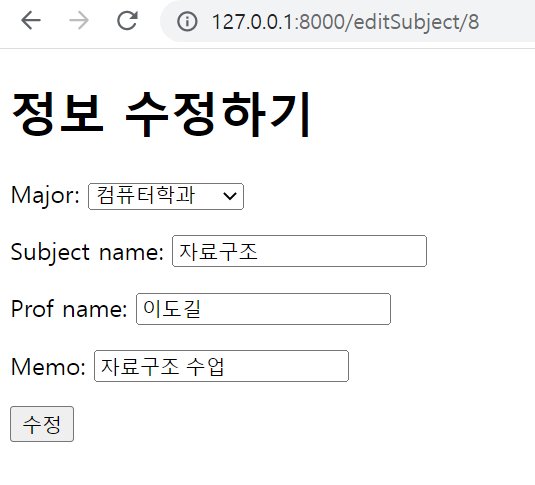 127.0.0.1:8000/editSubject/8
정보 수정하기
Major: 컴퓨터학과
Subject name: 자료구조
Prof name: 이도길
Memo: 자료구조 수업
수정